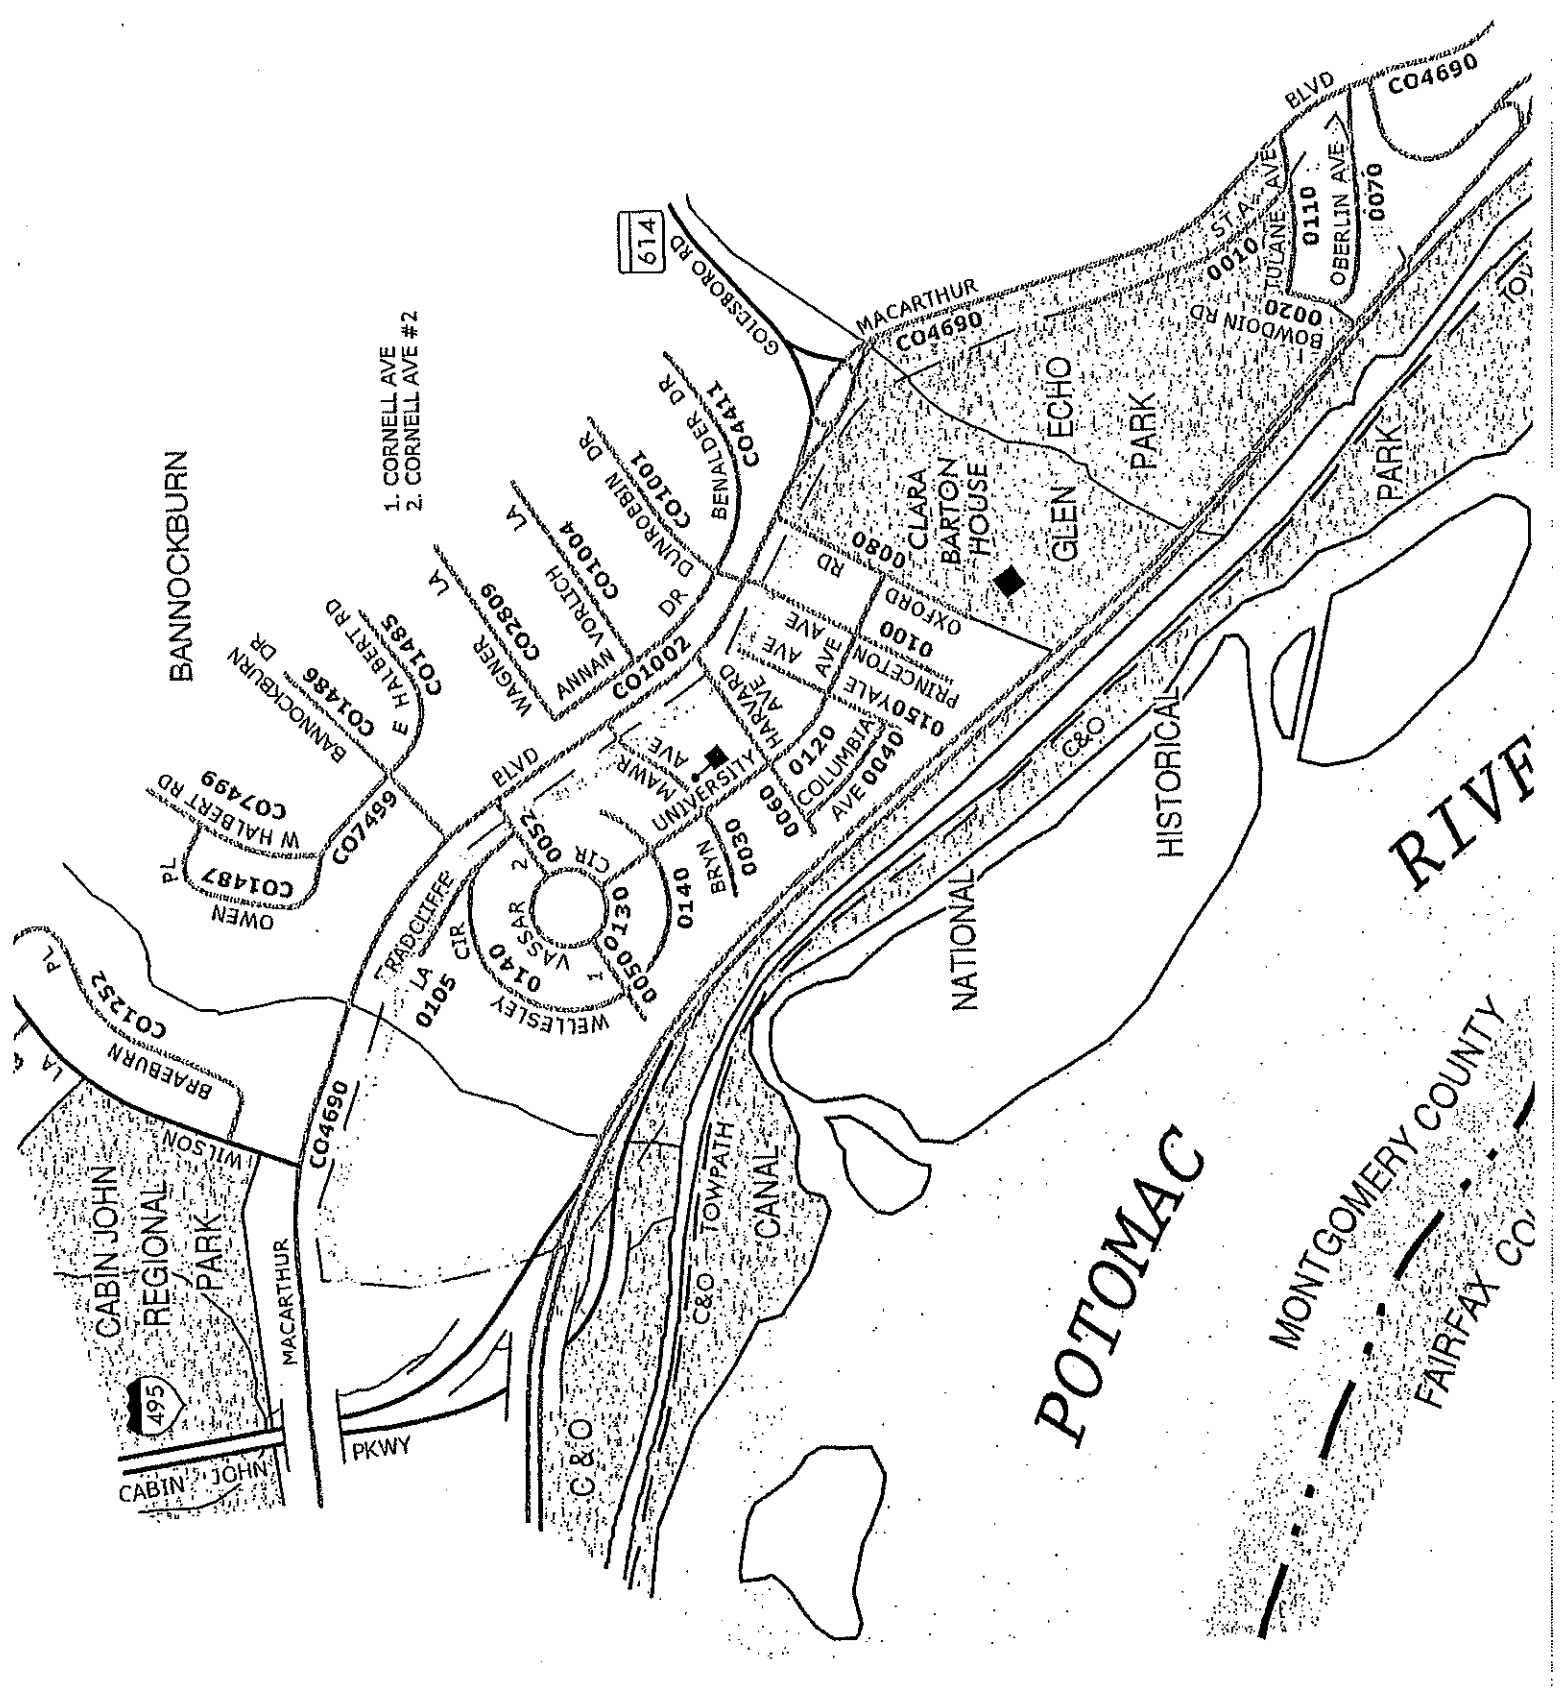 BANNOCKBURN
1. CORNELL AVE
2. CORNELL AVE #2
614
GOLDSBORO RD
BLVD
CO4690
ST A
AVE
TULANE
0010
0110
OBERLIN AVE
0070
BOWDOIN RD
0020
MACARTHUR
CO4690
BENALDER DR
CO4411
DUNROBBIN DR
CO1001
VORLICH LA
CO1004
WAGNER LA
CO2809
ANNAN DR
CO1002
E HALBERT RD
CO1485
BANNOCKBURN DR
CO1486
W HALBERT RD
CO7499
CO7499
OWEN PL
CO1487
BRAEBURN PL
CO1252
WILSON LA
CABIN JOHN
REGIONAL
PARK
495
CABIN JOHN
PKWY
MACARTHUR
CO4690
BLVD
RADCLIFFE
LA
0105
WELLESLEY CIR
0140
VASSAR CIR
0130
1
0050
2
0052
0140
BRYN MAWR AVE
0030
UNIVERSITY AVE
0120
HARVARD AVE
0060
COLUMBIA
AVE 0040
YALE AVE
0150
PRINCETON AVE
0100
OXFORD RD
0080
CLARA
BARTON
HOUSE
GLEN ECHO
PARK
C & O
C&O TOWPATH
CANAL
NATIONAL
HISTORICAL
PARK
C&O
POTOMAC
MONTGOMERY COUNTY
FAIRFAX